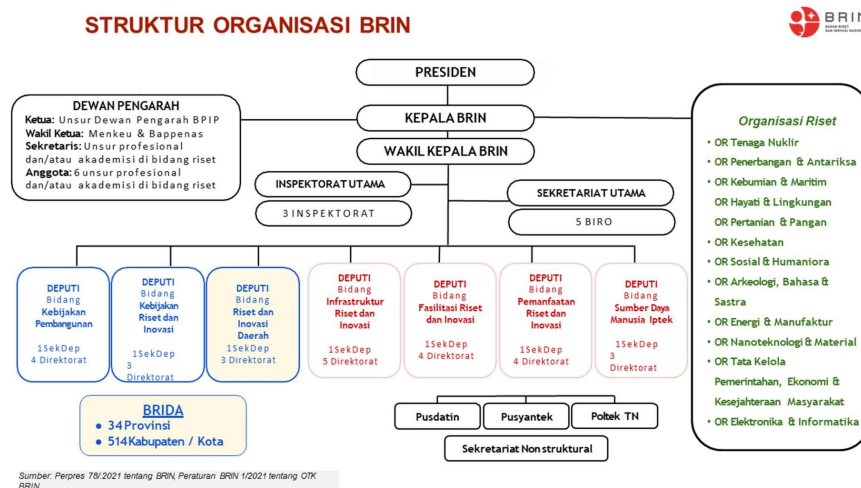 STRUKTUR ORGANISASI BRIN
BRIN
BADAN RISET
DAN INOVASI NASIONAL
PRESIDEN
DEWAN PENGARAH
Ketua: Unsur Dewan Pengarah BPIP
Wakil Ketua: Menkeu & Bappenas
Sekretaris: Unsur profesional
dan/atau akademisi di bidang riset
Anggota: 6 unsur profesional
dan/atau akademisi di bidang riset
KEPALA BRIN
WAKIL KEPALA BRIN
INSPEKTORAT UTAMA
3 INSPEKTORAT
SEKRETARIAT UTAMA
5 BIRO
Organisasi Riset
• OR Tenaga Nuklir
• OR Penerbangan & Antariksa
• OR Kebumian & Maritim
OR Hayati & Lingkungan
OR Pertanian & Pangan
• OR Kesehatan
• OR Sosial & Humaniora
• OR Arkeologi, Bahasa &
Sastra
• OR Energi & Manufaktur
• OR Nanoteknologi & Material
• OR Tata Kelola
Pemerintahan, Ekonomi &
Kesejahteraan Masyarakat
• OR Elektronika & Informatika
DEPUTI
Bidang
Kebijakan
Pembangunan
1SekDep
4 Direktorat
DEPUTI
Bidang
Kebijakan
Riset dan
Inovasi
1SekDep
3
Direktorat
DEPUTI
Bidang
Riset dan
Inovasi
Daerah
1SekDep
3 Direktorat
DEPUTI
Bidang
Infrastruktur
Riset dan
Inovasi
1SekDep
5 Direktorat
DEPUTI
Bidang
Fasilitasi Riset
dan Inovasi
1SekDep
4 Direktorat
DEPUTI
Bidang
Pemanfaatan
Riset dan
Inovasi
1SekDep
4 Direktorat
DEPUTI
Bidang
Sumber Daya
Manusia Iptek
1SekDep
3
Direktorat
BRIDA
• 34 Provinsi
• 514 Kabupaten / Kota
Pusdatin
Pusyantek
Poltek TN
Sekretariat Non struktural
Sumber: Perpres 78/.2021 tentang BRIN, Peraturan BRIN 1/2021 tentang OTK
BRIN